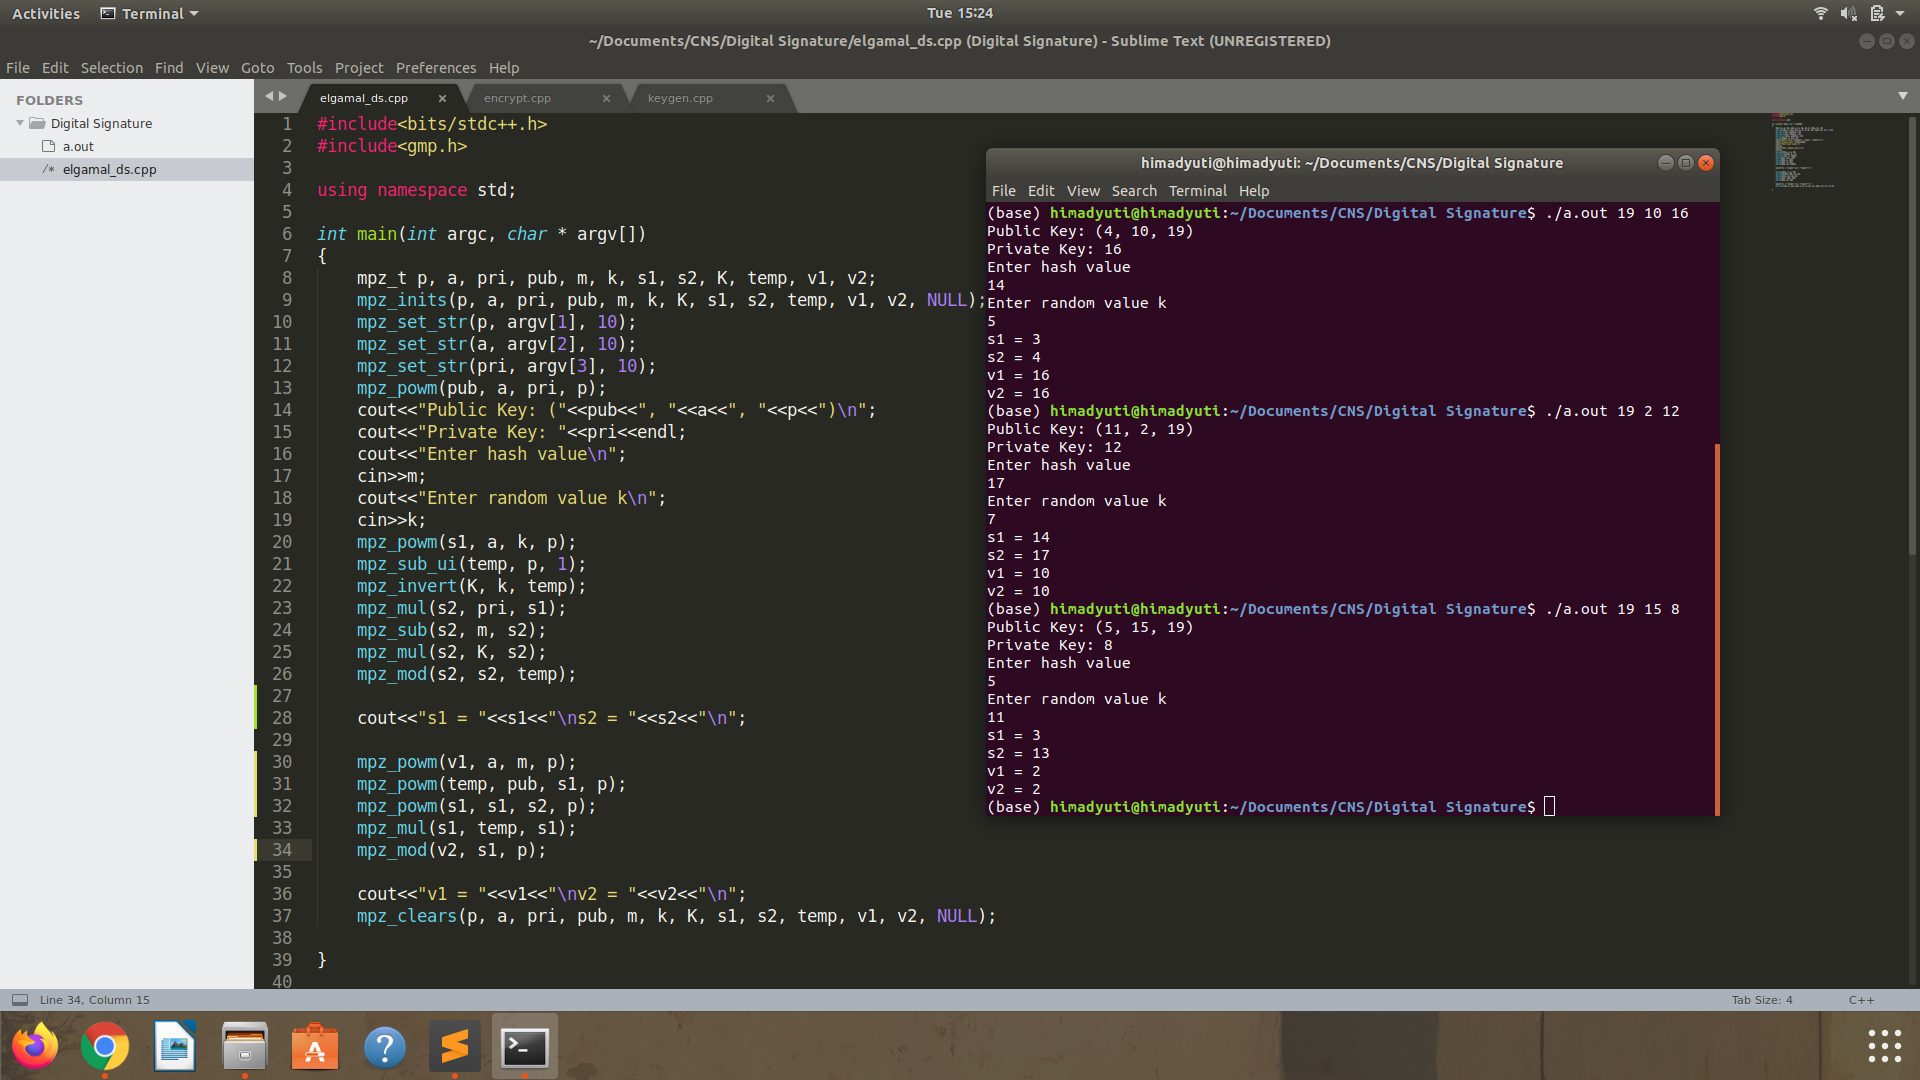 Activities Terminal Tue 15:24
~/Documents/CNS/Digital Signature/elgamal_ds.cpp (Digital Signature) - Sublime Text (UNREGISTERED)
File Edit Selection Find View Goto Tools Project Preferences Help
FOLDERS
Digital Signature
a.out
/* elgamal_ds.cpp
elgamal_ds.cpp × encrypt.cpp × keygen.cpp ×
1 #include<bits/stdc++.h>
2 #include<gmp.h>
3
4 using namespace std;
5
6 int main(int argc, char * argv[])
7 {
8 mpz_t p, a, pri, pub, m, k, s1, s2, K, temp, v1, v2;
9 mpz_inits(p, a, pri, pub, m, k, K, s1, s2, temp, v1, v2, NULL);
10 mpz_set_str(p, argv[1], 10);
11 mpz_set_str(a, argv[2], 10);
12 mpz_set_str(pri, argv[3], 10);
13 mpz_powm(pub, a, pri, p);
14 cout<<"Public Key: ("<<pub<<", "<<a<<", "<<p<<")\n";
15 cout<<"Private Key: "<<pri<<endl;
16 cout<<"Enter hash value\n";
17 cin>>m;
18 cout<<"Enter random value k\n";
19 cin>>k;
20 mpz_powm(s1, a, k, p);
21 mpz_sub_ui(temp, p, 1);
22 mpz_invert(K, k, temp);
23 mpz_mul(s2, pri, s1);
24 mpz_sub(s2, m, s2);
25 mpz_mul(s2, K, s2);
26 mpz_mod(s2, s2, temp);
27
28 cout<<"s1 = "<<s1<<"\ns2 = "<<s2<<"\n";
29
30 mpz_powm(v1, a, m, p);
31 mpz_powm(temp, pub, s1, p);
32 mpz_powm(s1, s1, s2, p);
33 mpz_mul(s1, temp, s1);
34 mpz_mod(v2, s1, p);
35
36 cout<<"v1 = "<<v1<<"\nv2 = "<<v2<<"\n";
37 mpz_clears(p, a, pri, pub, m, k, K, s1, s2, temp, v1, v2, NULL);
38
39 }
40
himadyuti@himadyuti: ~/Documents/CNS/Digital Signature
File Edit View Search Terminal Help
(base) himadyuti@himadyuti:~/Documents/CNS/Digital Signature$ ./a.out 19 10 16
Public Key: (4, 10, 19)
Private Key: 16
Enter hash value
14
Enter random value k
5
s1 = 3
s2 = 4
v1 = 16
v2 = 16
(base) himadyuti@himadyuti:~/Documents/CNS/Digital Signature$ ./a.out 19 2 12
Public Key: (11, 2, 19)
Private Key: 12
Enter hash value
17
Enter random value k
7
s1 = 14
s2 = 17
v1 = 10
v2 = 10
(base) himadyuti@himadyuti:~/Documents/CNS/Digital Signature$ ./a.out 19 15 8
Public Key: (5, 15, 19)
Private Key: 8
Enter hash value
5
Enter random value k
11
s1 = 3
s2 = 13
v1 = 2
v2 = 2
(base) himadyuti@himadyuti:~/Documents/CNS/Digital Signature$
Line 34, Column 15 Tab Size: 4 C++